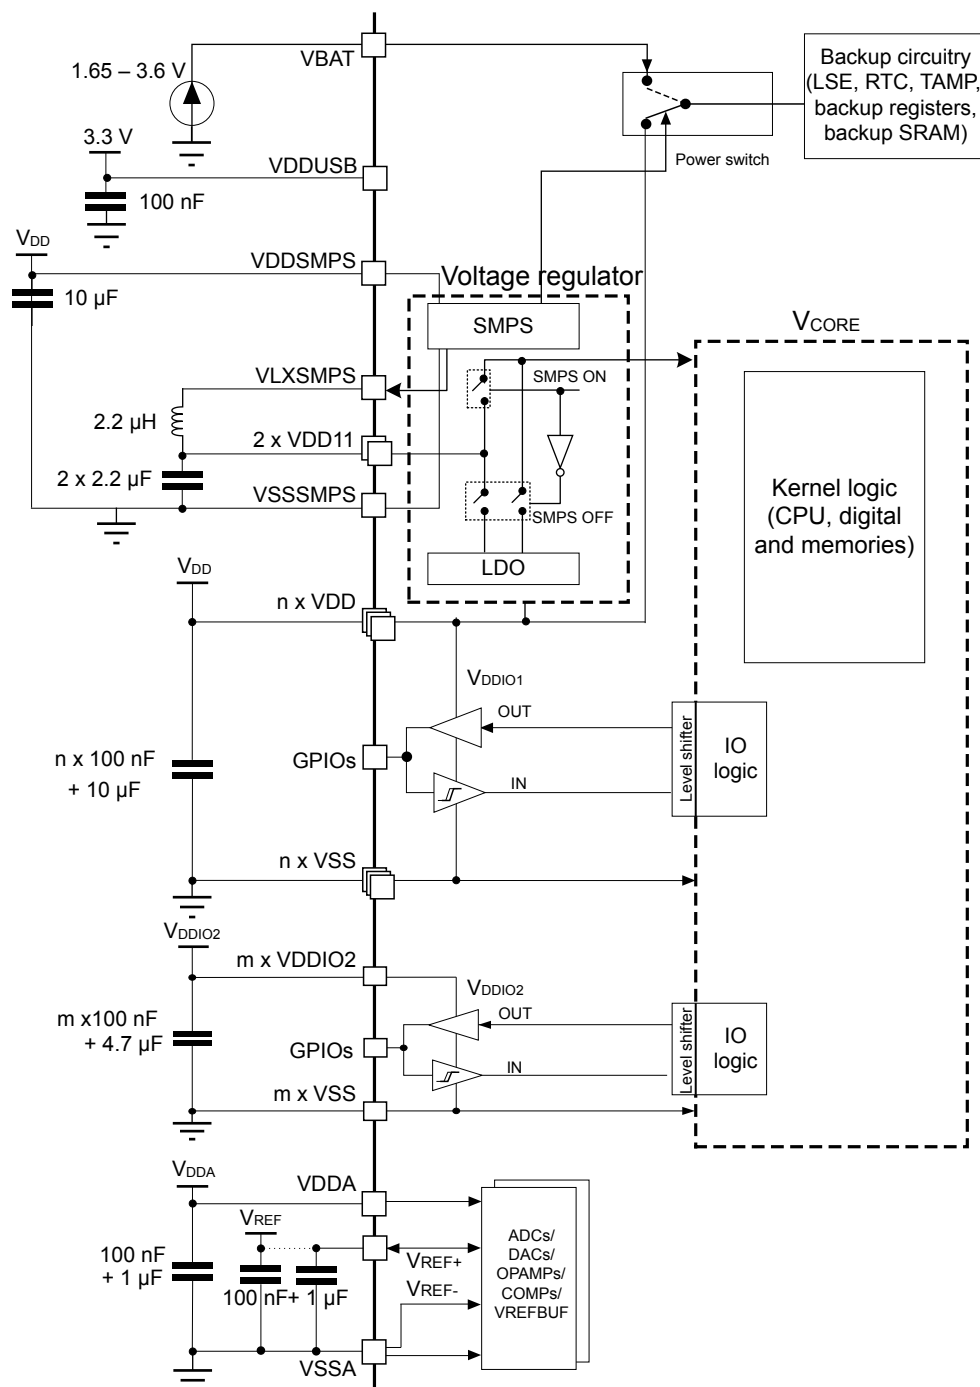 VBAT
1.65 – 3.6 V
Backup circuitry
(LSE, RTC, TAMP,
backup registers,
backup SRAM)
Power switch
3.3 V
VDDUSB
100 nF
VDD
VDDSMPS
10 µF
Voltage regulator
SMPS
VCORE
VLXSMPS
SMPS ON
2.2 µH
2 x VDD11
2 x 2.2 µF
VSSSMPS
SMPS OFF
LDO
Kernel logic
(CPU, digital
and memories)
VDD
n x VDD
VDDIO1
OUT
GPIOs
IN
Level shifter
IO
logic
n x 100 nF
+ 10 µF
n x VSS
VDDIO2
m x VDDIO2
VDDIO2
OUT
m x100 nF
+ 4.7 µF
GPIOs
IN
Level shifter
IO
logic
m x VSS
VDDA
VDDA
VREF
VREF+
100 nF
+ 1 µF
100 nF+ 1 µF
VREF-
ADCs/
DACs/
OPAMPs/
COMPs/
VREFBUF
VSSA